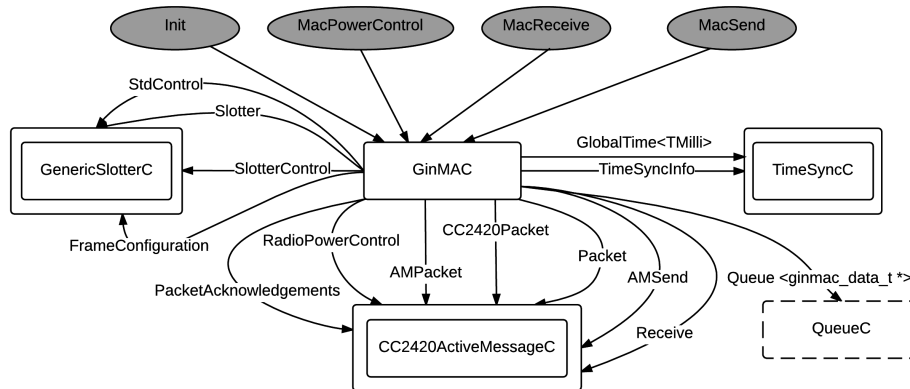 Init
MacPowerControl
MacReceive
MacSend
StdControl
Slotter
GlobalTime<TMilli>
GenericSlotterC
SlotterControl
GinMAC
TimeSyncInfo
TimeSyncC
FrameConfiguration
RadioPowerControl
CC2420Packet
AMPacket
Packet
PacketAcknowledgements
AMSend
Queue <ginmac_data_t *>
Receive
QueueC
CC2420ActiveMessageC